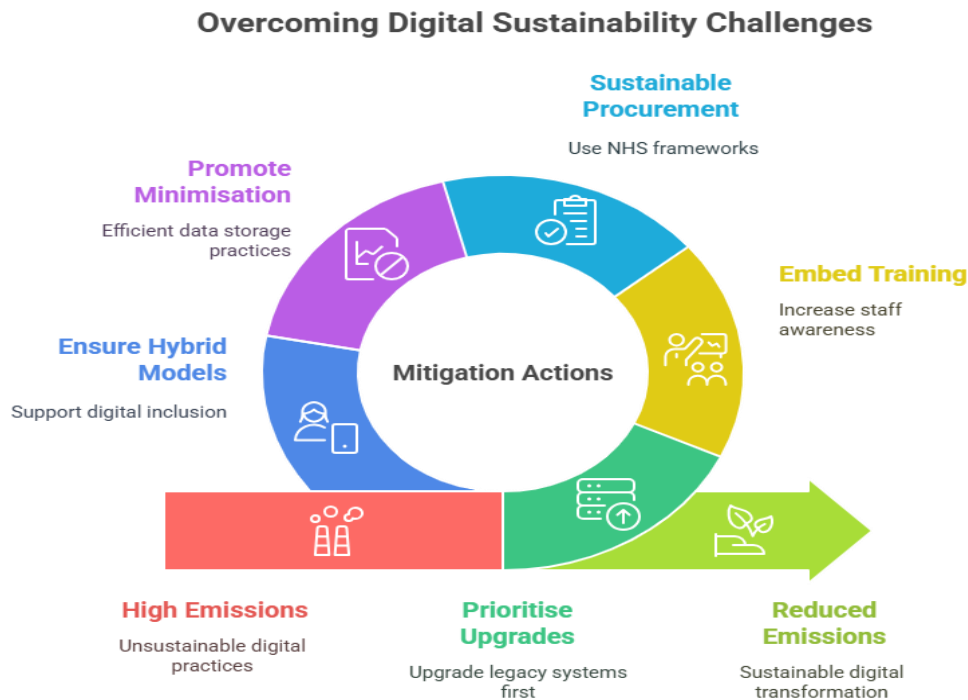 Overcoming Digital Sustainability Challenges
Sustainable
Procurement
Use NHS frameworks
Promote
Minimisation
Efficient data storage
practices
Embed Training
Increase staff
awareness
Ensure Hybrid
Models
Support digital inclusion
Mitigation Actions
High Emissions
Unsustainable digital
practices
Prioritise
Upgrades
Upgrade legacy systems
first
Reduced
Emissions
Sustainable digital
transformation